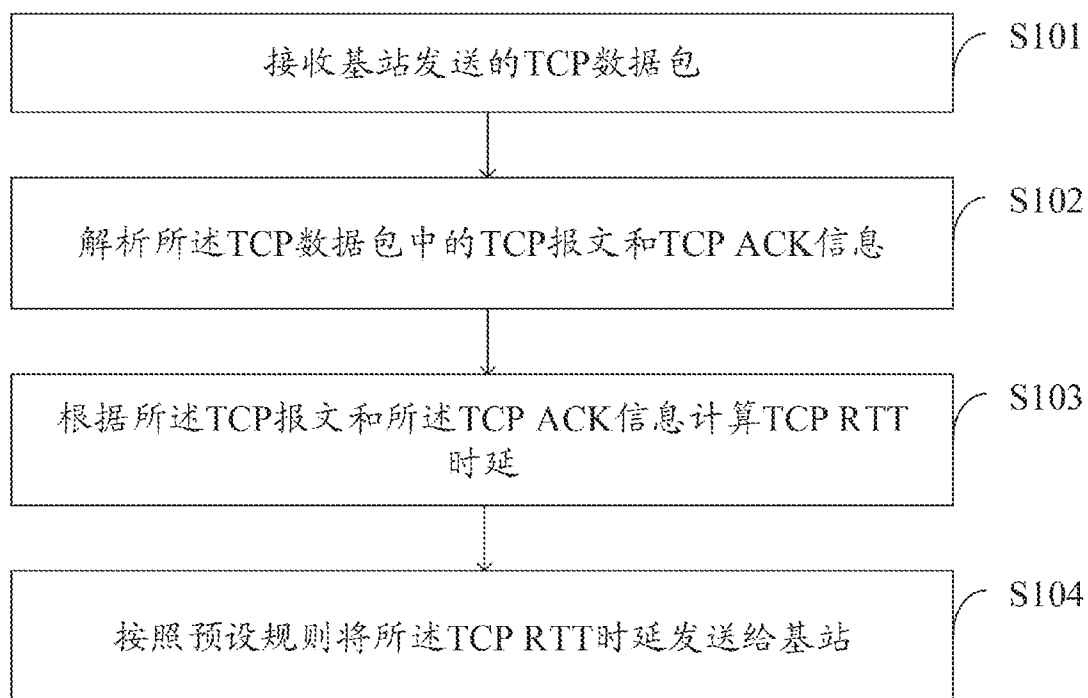 接收基站发送的TCP数据包
S101
解析所述TCP数据包中的TCP报文和TCP ACK信息
S102
根据所述TCP报文和所述TCP ACK信息计算TCP RTT
时延
S103
按照预设规则将所述TCP RTT时延发送给基站
S104